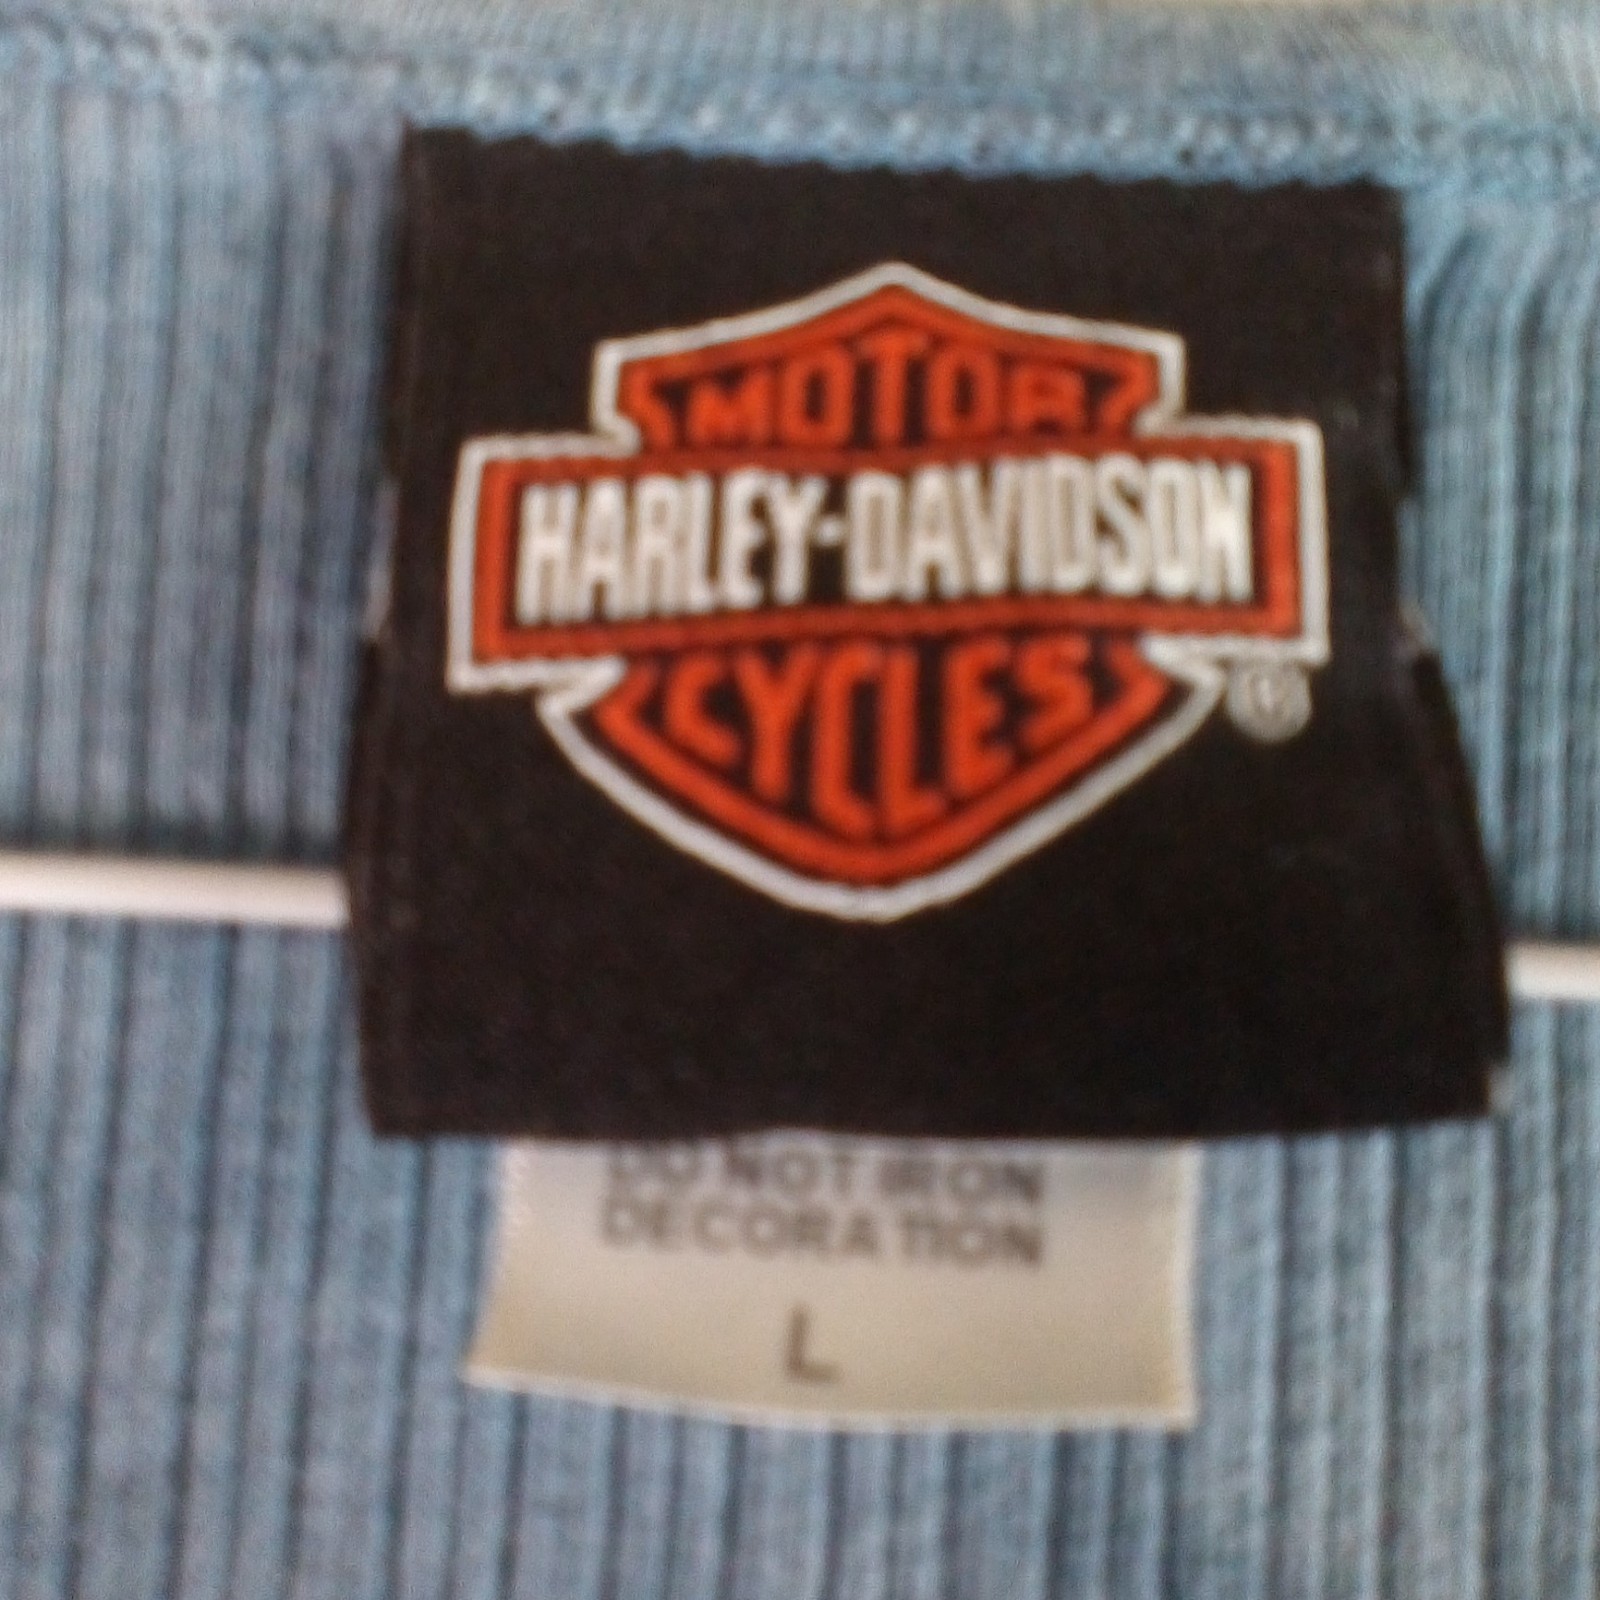 MOTOR
HARLEY-DAVIDSON
CYCLES
®
DO NOT IRON
DECORATION
L